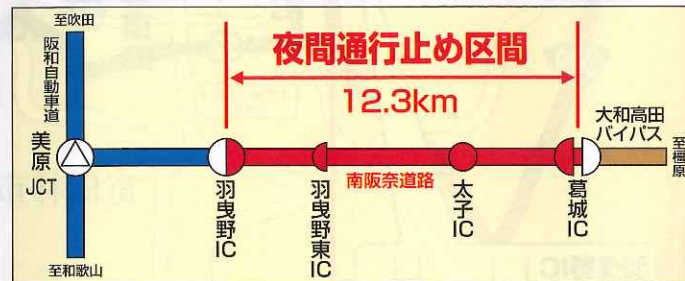 至吹田
阪和自動車道
夜間通行止め区間
12.3km
大和高田
バイパス
至橿原
美原
JCT
南阪奈道路
羽曳野
IC
羽曳野東
IC
太子
IC
葛城
IC
至和歌山